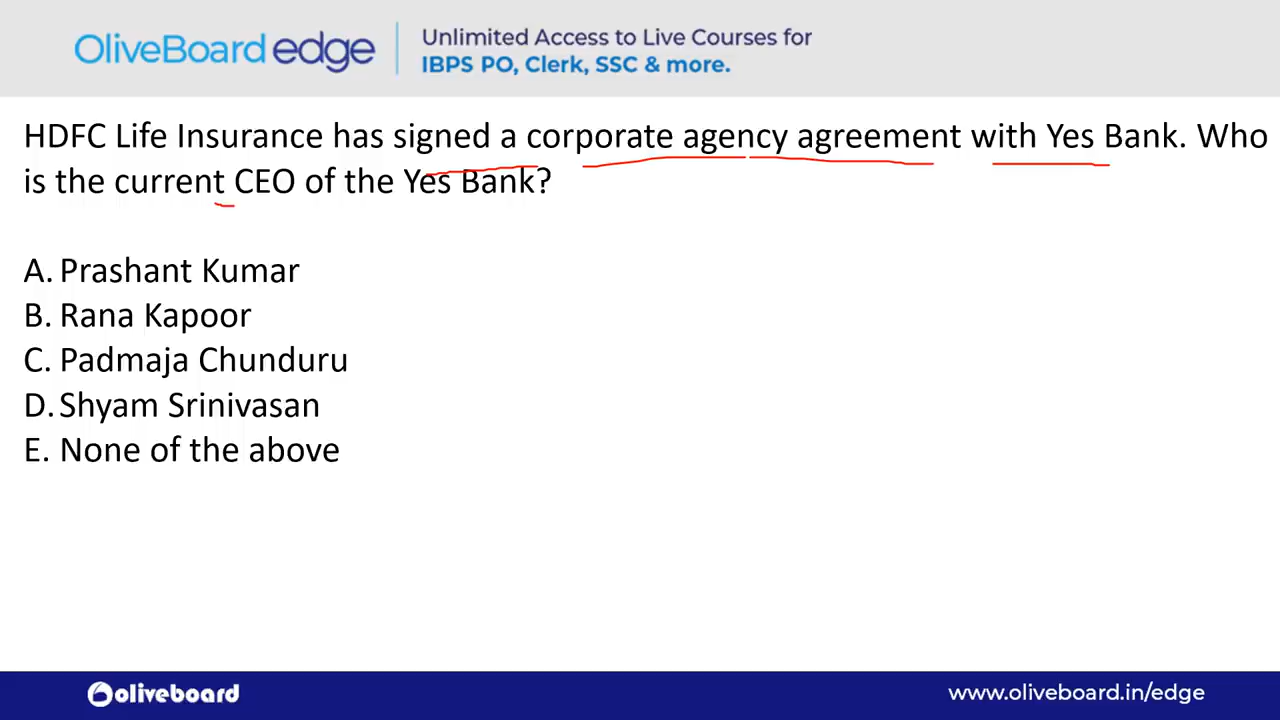 OliveBoard edge
Unlimited Access to Live Courses for
IBPS PO, Clerk, SSC & more.
HDFC Life Insurance has signed a corporate agency agreement with Yes Bank. Who
is the current CEO of the Yes Bank?
A. Prashant Kumar
B. Rana Kapoor
C. Padmaja Chunduru
D. Shyam Srinivasan
E. None of the above
oliveboard
www.oliveboard.in/edge